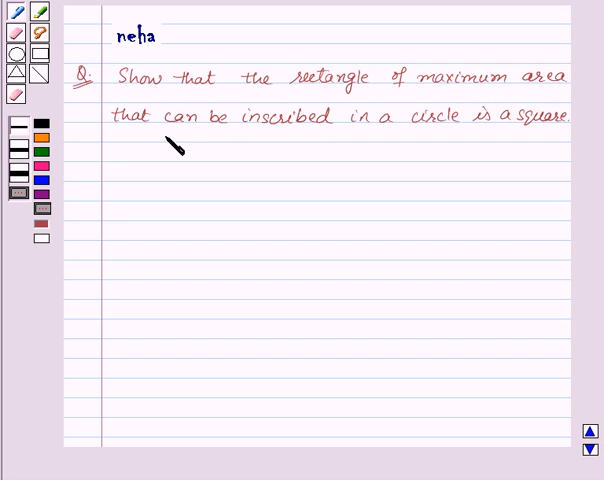 neha
Q. Show that the rectangle of maximum area
that can be inscribed in a circle is a square.